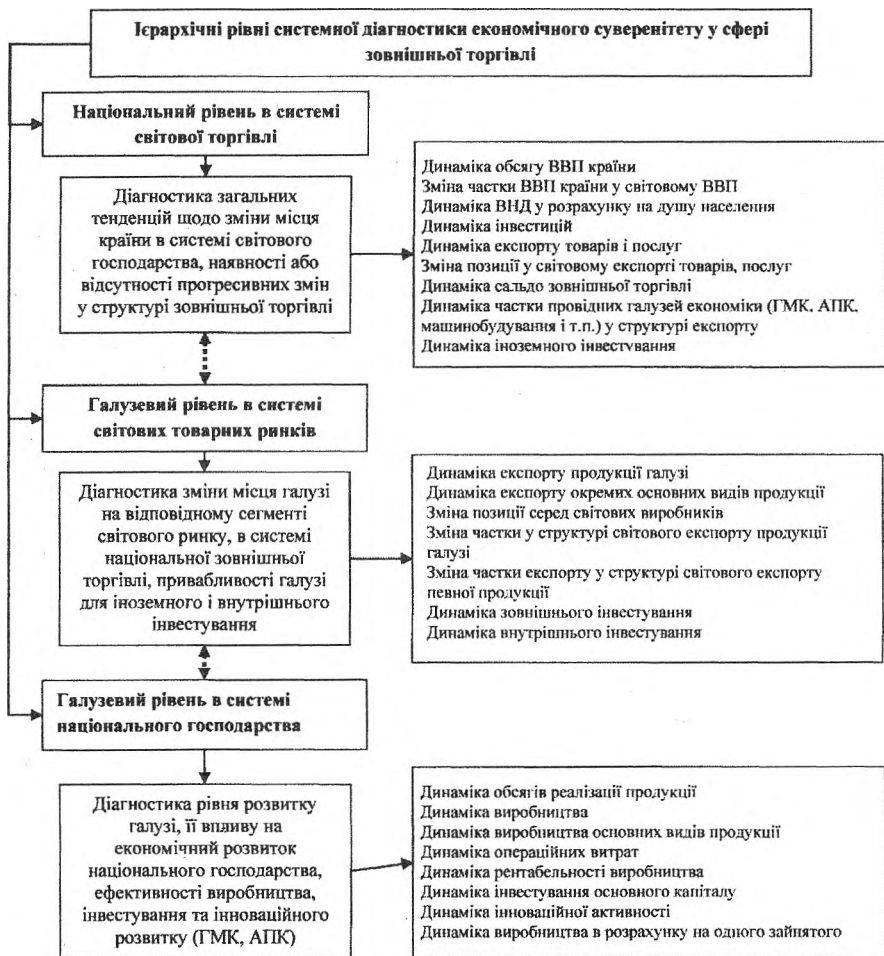 Ієрархічні рівні системної діагностики економічного суверенітету у сфері
зовнішньої торгівлі
Національний рівень в системі
світової торгівлі
Діагностика загальних
тенденцій щодо зміни місця
країни в системі світового
господарства, наявності або
відсутності прогресивних змін
у структурі зовнішньої торгівлі
Динаміка обсягу ВВП країни
Зміна частки ВВП країни у світовому ВВП
Динаміка ВНД у розрахунку на душу населення
Динаміка інвестицій
Динаміка експорту товарів і послуг
Зміна позиції у світовому експорті товарів, послуг
Динаміка сальдо зовнішньої торгівлі
Динаміка частки провідних галузей економіки (ГМК, АПК,
машинобудування і т.п.) у структурі експорту
Динаміка іноземного інвестування
Галузевий рівень в системі
світових товарних ринків
Діагностика зміни місця галузі
на відповідному сегменті
світового ринку, в системі
національної зовнішньої
торгівлі, привабливості галузі
для іноземного і внутрішнього
інвестування
Динаміка експорту продукції галузі
Динаміка експорту окремих основних видів продукції
Зміна позиції серед світових виробників
Зміна частки у структурі світового експорту продукції
галузі
Зміна частки експорту у структурі світового експорту
певної продукції
Динаміка зовнішнього інвестування
Динаміка внутрішнього інвестування
Галузевий рівень в системі
національного господарства
Діагностика рівня розвитку
галузі, її впливу на
економічний розвиток
національного господарства,
ефективності виробництва,
інвестування та інноваційного
розвитку (ГМК, АПК)
Динаміка обсягів реалізації продукції
Динаміка виробництва
Динаміка виробництва основних видів продукції
Динаміка операційних витрат
Динаміка рентабельності виробництва
Динаміка інвестування основного капіталу
Динаміка інноваційної активності
Динаміка виробництва в розрахунку на одного зайнятого